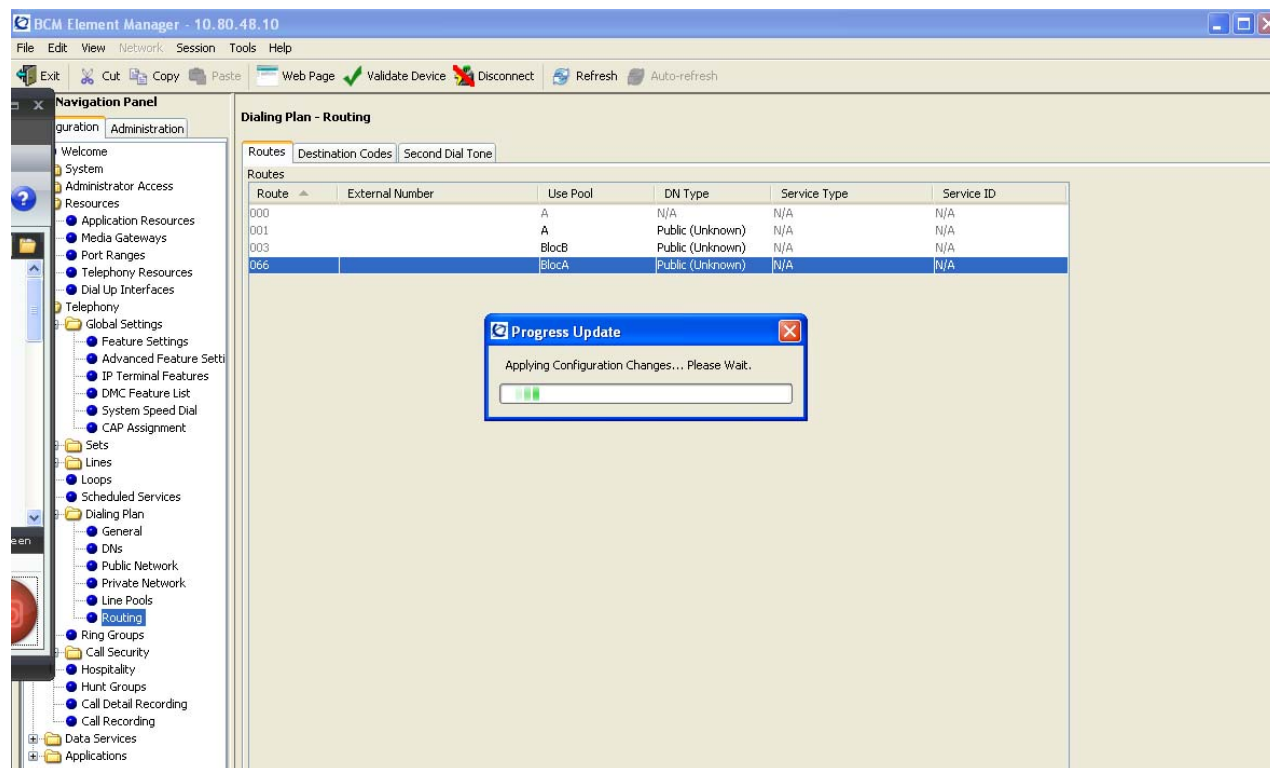 BCM Element Manager - 10.80.48.10
File Edit View Network Session Tools Help
Exit Cut Copy Paste Web Page Validate Device Disconnect Refresh Auto-refresh
Navigation Panel
guration Administration
Welcome
System
Administrator Access
Resources
Application Resources
Media Gateways
Port Ranges
Telephony Resources
Dial Up Interfaces
Telephony
Global Settings
Feature Settings
Advanced Feature Setti
IP Terminal Features
DMC Feature List
System Speed Dial
CAP Assignment
Sets
Lines
Loops
Scheduled Services
Dialing Plan
General
DNs
Public Network
Private Network
Line Pools
Routing
Ring Groups
Call Security
Hospitality
Hunt Groups
Call Detail Recording
Call Recording
Data Services
Applications
een
Dialing Plan - Routing
Routes Destination Codes Second Dial Tone
Routes
Route External Number Use Pool DN Type Service Type Service ID
000 A N/A N/A N/A
001 A Public (Unknown) N/A N/A
003 BlocB Public (Unknown) N/A N/A
066 BlocA Public (Unknown) N/A N/A
Progress Update
Applying Configuration Changes... Please Wait.